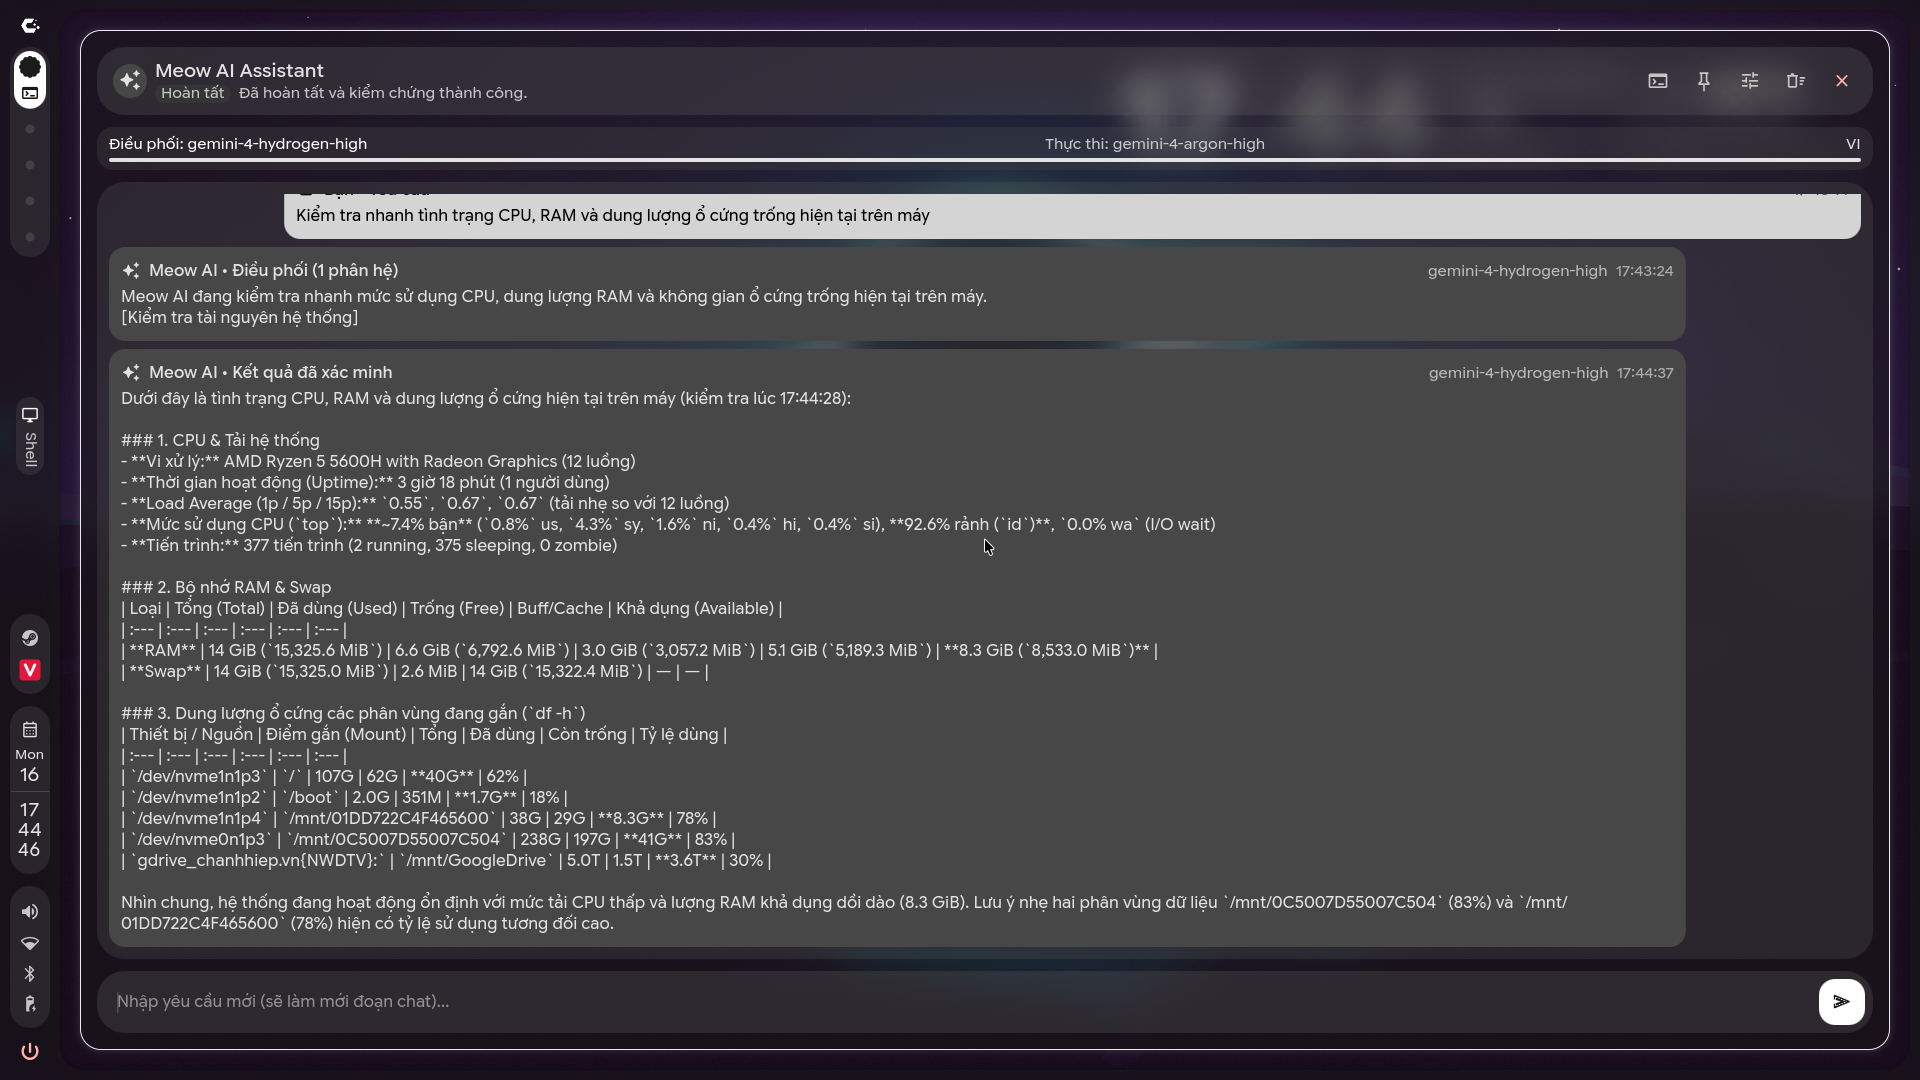 Meow AI Assistant
Hoàn tất Đã hoàn tất và kiểm chứng thành công.
Điều phối: gemini-4-hydrogen-high
Thực thi: gemini-4-argon-high
VI
Kiểm tra nhanh tình trạng CPU, RAM và dung lượng ổ cứng trống hiện tại trên máy
Meow AI • Điều phối (1 phân hệ)
gemini-4-hydrogen-high 17:43:24
Meow AI đang kiểm tra nhanh mức sử dụng CPU, dung lượng RAM và không gian ổ cứng trống hiện tại trên máy.
[Kiểm tra tài nguyên hệ thống]
Meow AI • Kết quả đã xác minh
gemini-4-hydrogen-high 17:44:37
Dưới đây là tình trạng CPU, RAM và dung lượng ổ cứng hiện tại trên máy (kiểm tra lúc 17:44:28):
### 1. CPU & Tải hệ thống
- **Vi xử lý:** AMD Ryzen 5 5600H with Radeon Graphics (12 luồng)
- **Thời gian hoạt động (Uptime):** 3 giờ 18 phút (1 người dùng)
- **Load Average (1p / 5p / 15p):** `0.55`, `0.67`, `0.67` (tải nhẹ so với 12 luồng)
- **Mức sử dụng CPU (`top`):** **~7.4% bận** (`0.8%` us, `4.3%` sy, `1.6%` ni, `0.4%` hi, `0.4%` si), **92.6% rảnh (`id`)**, `0.0% wa` (I/O wait)
- **Tiến trình:** 377 tiến trình (2 running, 375 sleeping, 0 zombie)
### 2. Bộ nhớ RAM & Swap
| Loại | Tổng (Total) | Đã dùng (Used) | Trống (Free) | Buff/Cache | Khả dụng (Available) |
| :--- | :--- | :--- | :--- | :--- | :--- |
| **RAM** | 14 GiB (`15,325.6 MiB`) | 6.6 GiB (`6,792.6 MiB`) | 3.0 GiB (`3,057.2 MiB`) | 5.1 GiB (`5,189.3 MiB`) | **8.3 GiB (`8,533.0 MiB`)** |
| **Swap** | 14 GiB (`15,325.0 MiB`) | 2.6 MiB | 14 GiB (`15,322.4 MiB`) | — | — |
### 3. Dung lượng ổ cứng các phân vùng đang gắn (`df -h`)
| Thiết bị / Nguồn | Điểm gắn (Mount) | Tổng | Đã dùng | Còn trống | Tỷ lệ dùng |
| :--- | :--- | :--- | :--- | :--- | :--- |
| `/dev/nvme1n1p3` | `/` | 107G | 62G | **40G** | 62% |
| `/dev/nvme1n1p2` | `/boot` | 2.0G | 351M | **1.7G** | 18% |
| `/dev/nvme1n1p4` | `/mnt/01DD722C4F465600` | 38G | 29G | **8.3G** | 78% |
| `/dev/nvme0n1p3` | `/mnt/0C5007D55007C504` | 238G | 197G | **41G** | 83% |
| `gdrive_chanhhiep.vn{NWDTV}:` | `/mnt/GoogleDrive` | 5.0T | 1.5T | **3.6T** | 30% |
Nhìn chung, hệ thống đang hoạt động ổn định với mức tải CPU thấp và lượng RAM khả dụng dồi dào (8.3 GiB). Lưu ý nhẹ hai phân vùng dữ liệu `/mnt/0C5007D55007C504` (83%) và `/mnt/
01DD722C4F465600` (78%) hiện có tỷ lệ sử dụng tương đối cao.
Nhập yêu cầu mới (sẽ làm mới đoạn chat)...
Shell
V
Mon
16
17
44
46